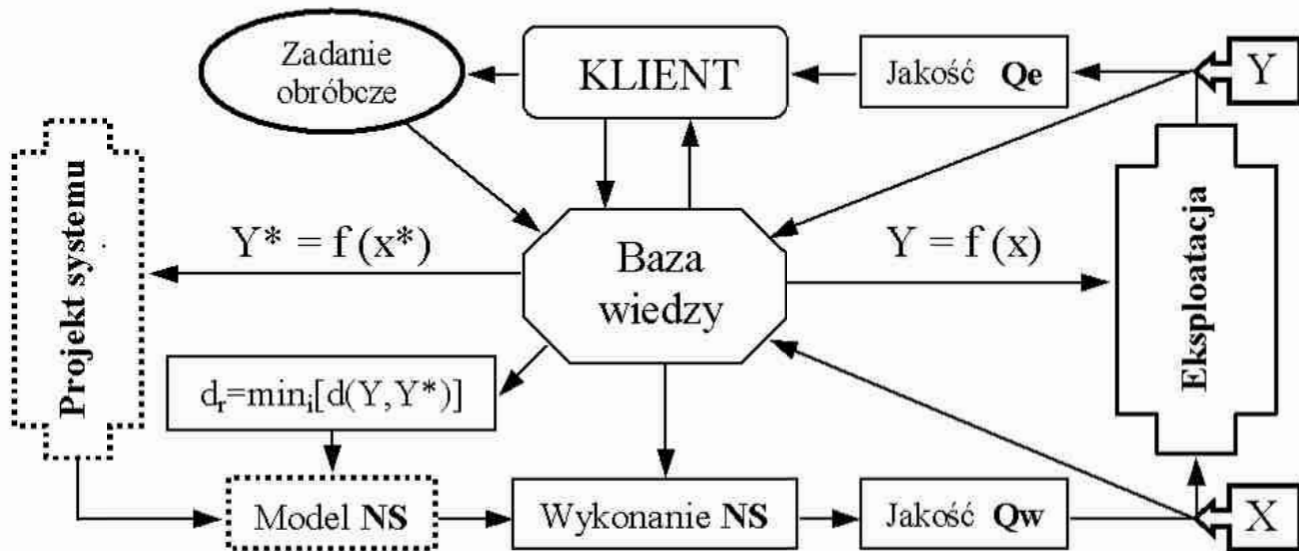 Zadanie
obróbcze
KLIENT
Jakość Qe
Y
Projekt systemu
Y* = f (x*)
Baza
wiedzy
Y = f (x)
Eksploatacja
dr=mini[d(Y,Y*)]
Model NS
Wykonanie NS
Jakość Qw
X